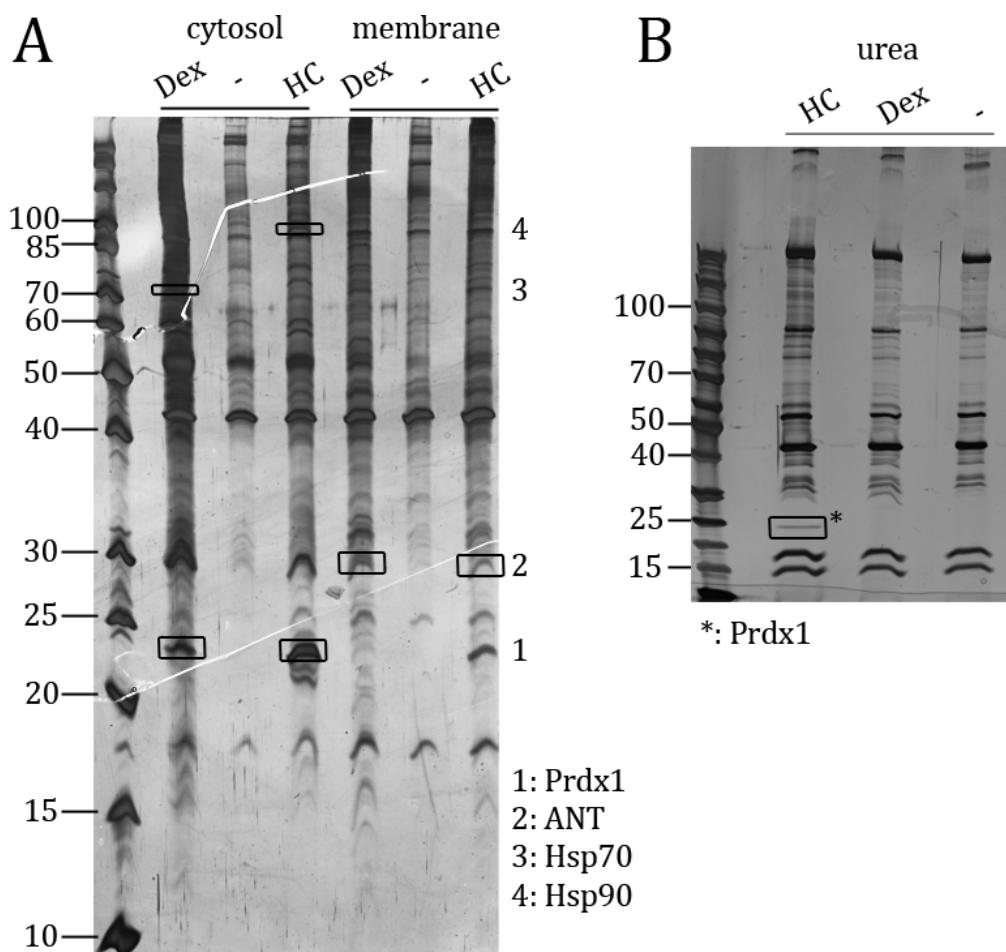 A
cytosol membrane
Dex - HC Dex - HC
100
85
70
60
50
40
30
25
20
15
10
4
3
2
1
1: Prdx1
2: ANT
3: Hsp70
4: Hsp90
B
urea
HC Dex -
100
70
50
40
25
15
*
*: Prdx1